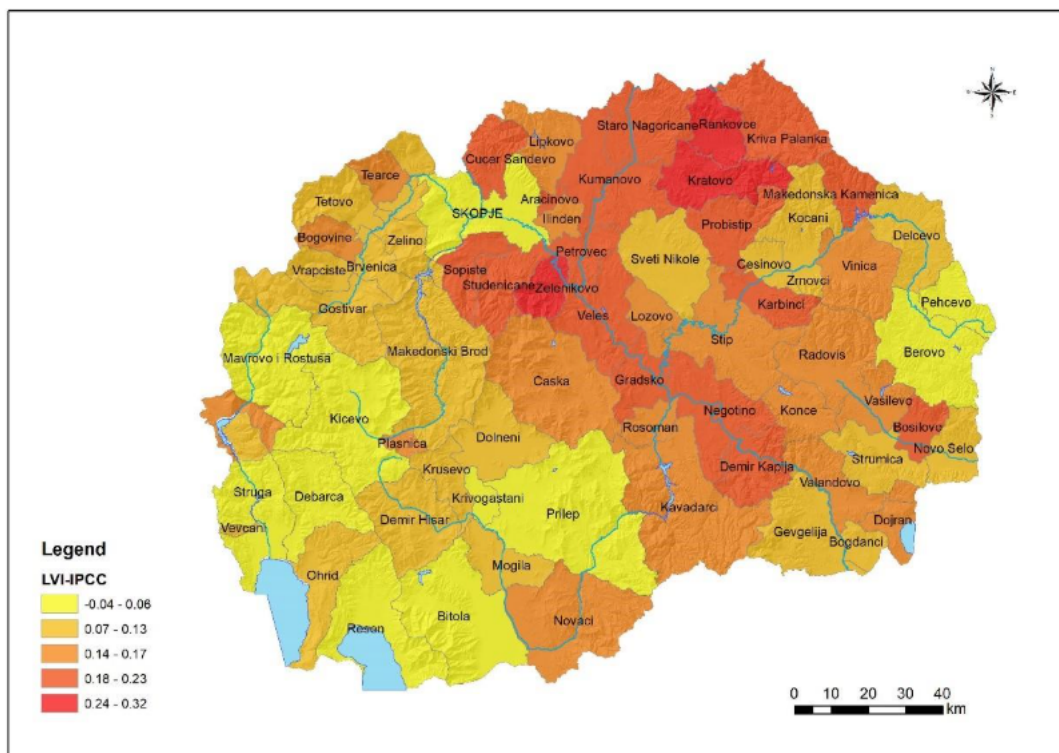 N
E
S
Staro Nagoricane
Rankovce
Lipkovo
Kriva Palanka
Cucer Sandevo
Tearce
Kumanovo
Kratovo
Makedonska Kamenica
Tetovo
Aracinovo
SKOPJE
Kocani
Ilinden
Probistip
Delcevo
Bogovino
Zelino
Petrovec
Sveti Nikole
Cesinovo
Vinica
Vrapciste
Brvenica
Sopiste
Studenicane
Zelenikovo
Zrnovci
Pehcevo
Karbinci
Gostivar
Veles
Lozovo
Stip
Mavrovo i Rostusa
Makedonski Brod
Radovis
Berovo
Caska
Gradsko
Kicevo
Negotino
Konce
Vasilevo
Rosoman
Bosilovo
Plasnica
Dolneni
Novo Selo
Krusevo
Demir Kapija
Strumica
Struga
Debarca
Krivogastani
Valandovo
Vevcani
Demir Hisar
Prilep
Kavadarci
Dojran
Gevgelija
Bogdanci
Mogila
Ohrid
Bitola
Novaci
Resen
Legend
LVI-IPCC
-0.04 - 0.06
0.07 - 0.13
0.14 - 0.17
0.18 - 0.23
0.24 - 0.32
0 5 10 20 30 40
km